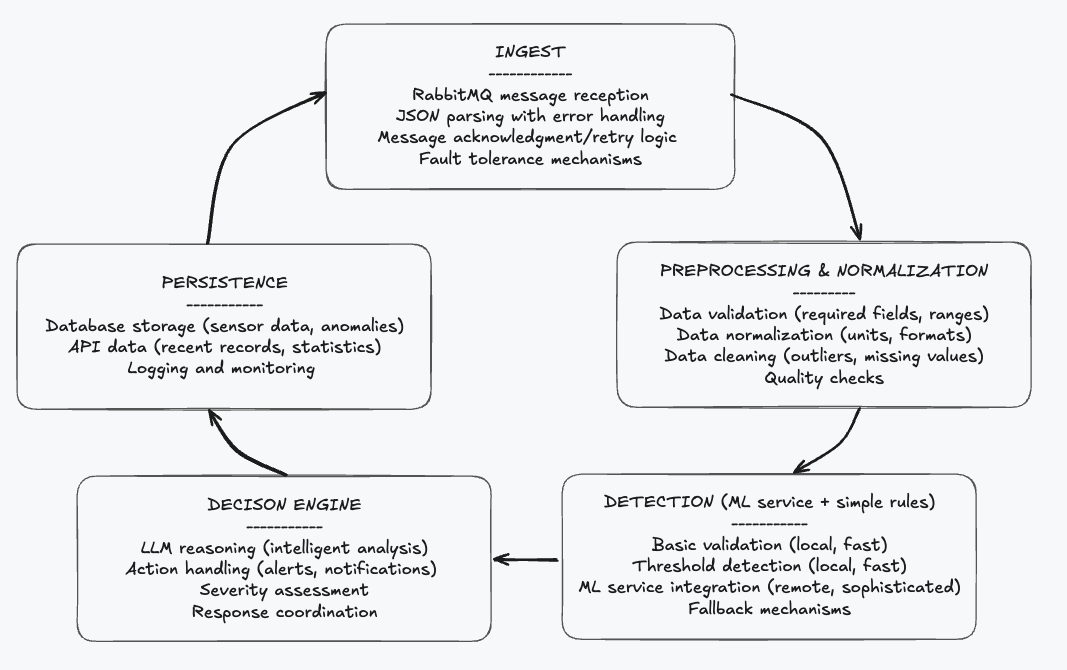 INGEST
------------
RabbitMQ message reception
JSON parsing with error handling
Message acknowledgment/retry logic
Fault tolerance mechanisms
PREPROCESSING & NORMALIZATION
---------
Data validation (required fields, ranges)
Data normalization (units, formats)
Data cleaning (outliers, missing values)
Quality checks
DETECTION (ML service + simple rules)
-----------
Basic validation (local, fast)
Threshold detection (local, fast)
ML service integration (remote, sophisticated)
Fallback mechanisms
DECISON ENGINE
-----------
LLM reasoning (intelligent analysis)
Action handling (alerts, notifications)
Severity assessment
Response coordination
PERSISTENCE
-----------
Database storage (sensor data, anomalies)
API data (recent records, statistics)
Logging and monitoring